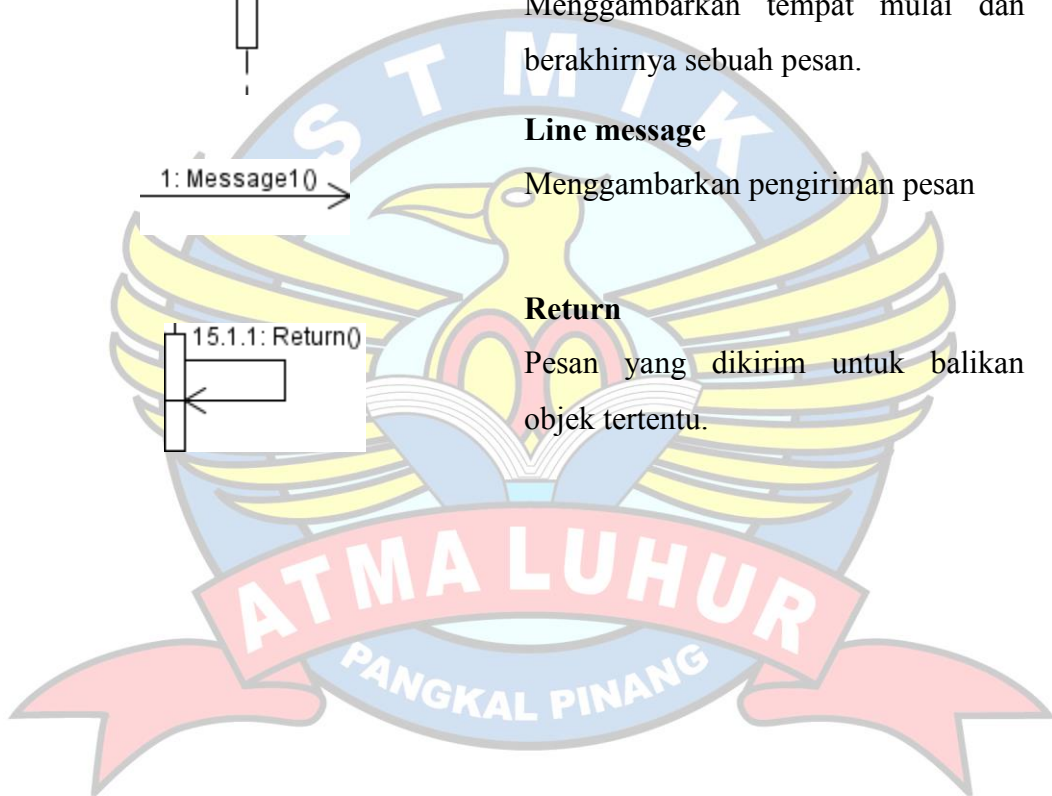 Menggambarkan tempat mulai dan
berakhirnya sebuah pesan.
Line message
1: Message1()
Menggambarkan pengiriman pesan
Return
15.1.1: Return()
Pesan yang dikirim untuk balikan
objek tertentu.
STMIK
ATMA LUHUR
PANGKAL PINANG